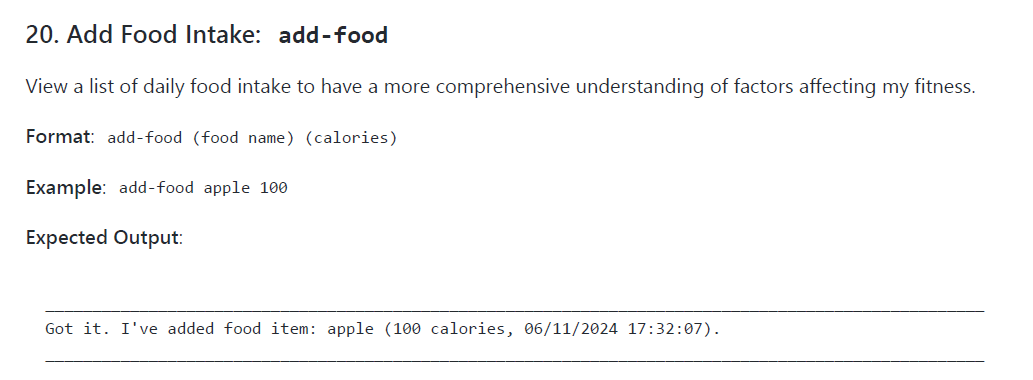 20. Add Food Intake: add-food
View a list of daily food intake to have a more comprehensive understanding of factors affecting my fitness.
Format: add-food (food name) (calories)
Example: add-food apple 100
Expected Output:
Got it. I've added food item: apple (100 calories, 06/11/2024 17:32:07).